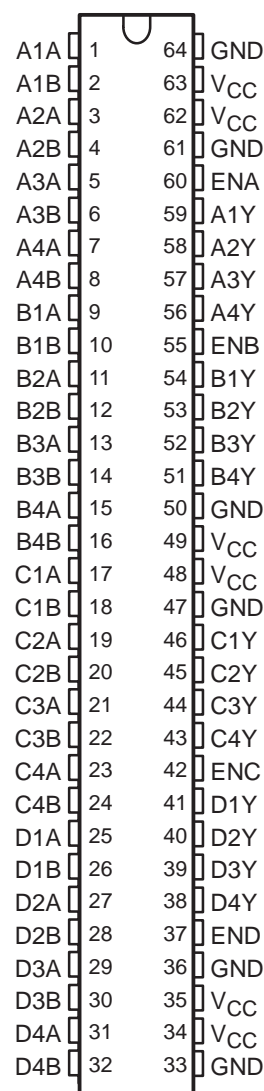 A1A 1 64 GND
A1B 2 63 VCC
A2A 3 62 VCC
A2B 4 61 GND
A3A 5 60 ENA
A3B 6 59 A1Y
A4A 7 58 A2Y
A4B 8 57 A3Y
B1A 9 56 A4Y
B1B 10 55 ENB
B2A 11 54 B1Y
B2B 12 53 B2Y
B3A 13 52 B3Y
B3B 14 51 B4Y
B4A 15 50 GND
B4B 16 49 VCC
C1A 17 48 VCC
C1B 18 47 GND
C2A 19 46 C1Y
C2B 20 45 C2Y
C3A 21 44 C3Y
C3B 22 43 C4Y
C4A 23 42 ENC
C4B 24 41 D1Y
D1A 25 40 D2Y
D1B 26 39 D3Y
D2A 27 38 D4Y
D2B 28 37 END
D3A 29 36 GND
D3B 30 35 VCC
D4A 31 34 VCC
D4B 32 33 GND